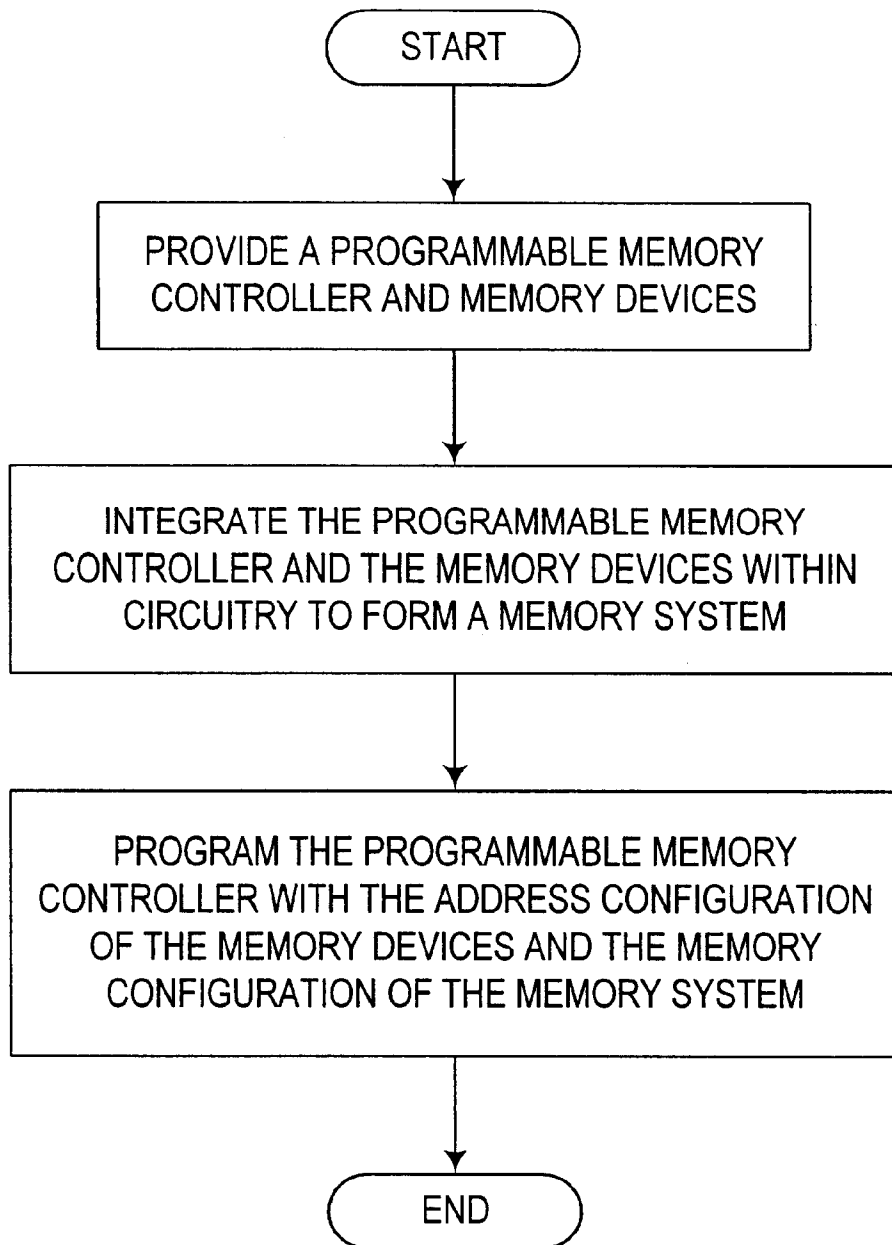 START
PROVIDE A PROGRAMMABLE MEMORY
CONTROLLER AND MEMORY DEVICES
INTEGRATE THE PROGRAMMABLE MEMORY
CONTROLLER AND THE MEMORY DEVICES WITHIN
CIRCUITRY TO FORM A MEMORY SYSTEM
PROGRAM THE PROGRAMMABLE MEMORY
CONTROLLER WITH THE ADDRESS CONFIGURATION
OF THE MEMORY DEVICES AND THE MEMORY
CONFIGURATION OF THE MEMORY SYSTEM
END